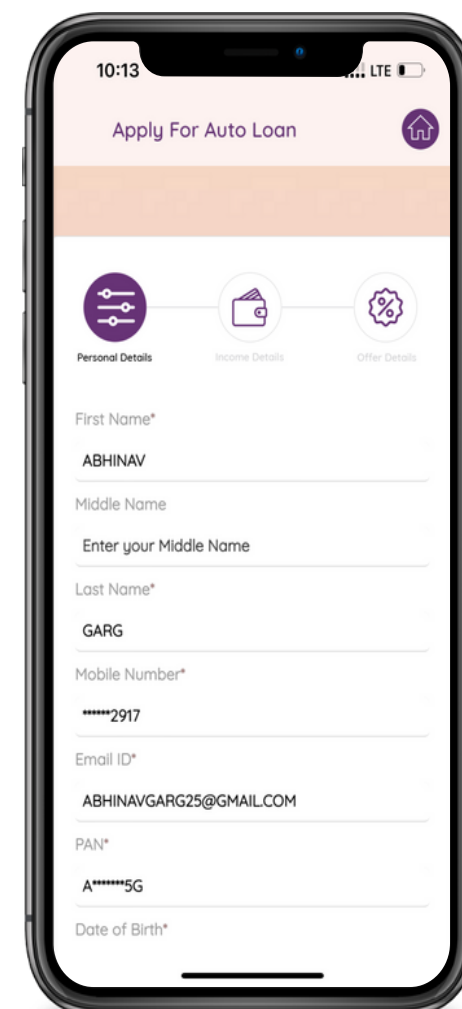 10:13
LTE
Apply For Auto Loan
Personal Details
Income Details
Offer Details
First Name*
ABHINAV
Middle Name
Enter your Middle Name
Last Name*
GARG
Mobile Number*
******2917
Email ID*
ABHINAVGARG25@GMAIL.COM
PAN*
A*******5G
Date of Birth*